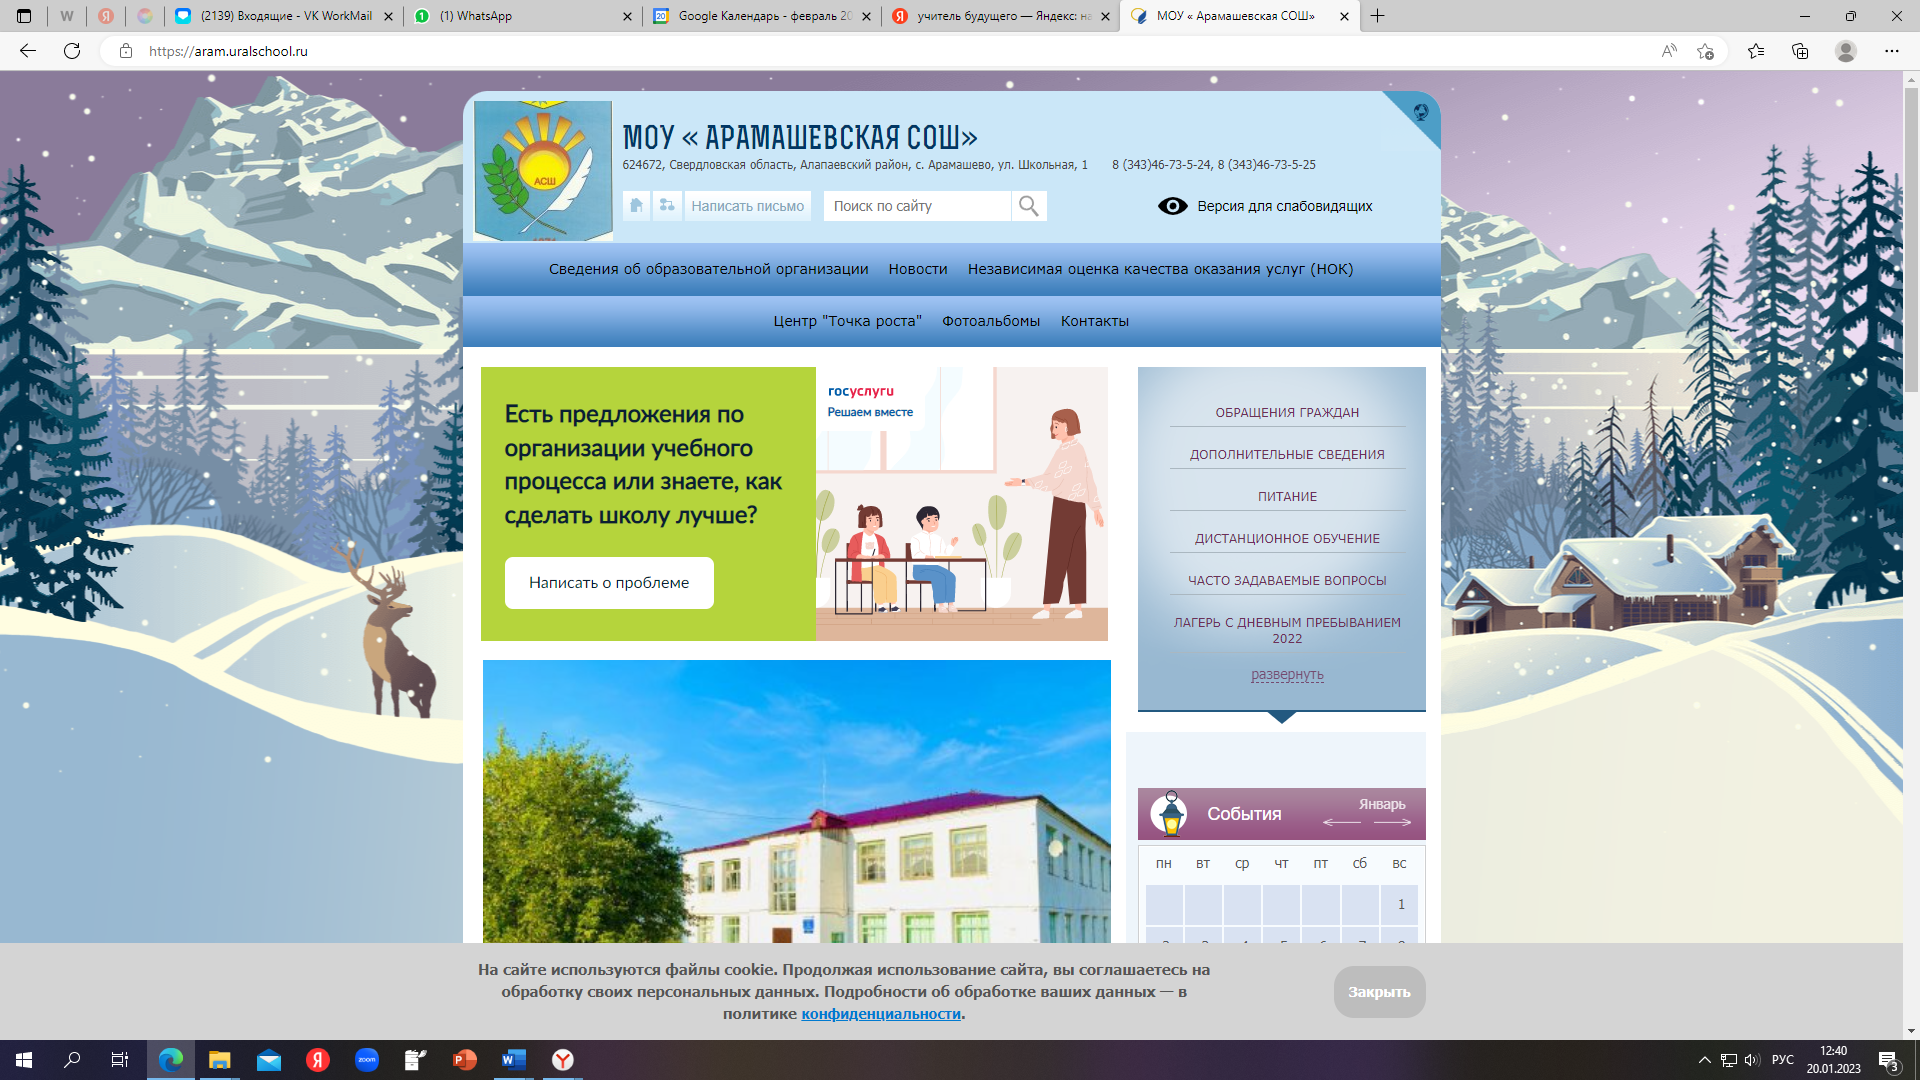 (2139) Входящие - VK WorkMail
(1) WhatsApp
Google Календарь - февраль 20
учитель будущего — Яндекс: на
МОУ « Арамашевская СОШ»
https://aram.uralschool.ru
АСШ
МОУ « АРАМАШЕВСКАЯ СОШ»
624672, Свердловская область, Алапаевский район, с. Арамашево, ул. Школьная, 1 8 (343)46-73-5-24, 8 (343)46-73-5-25
Написать письмо
Поиск по сайту
Версия для слабовидящих
Сведения об образовательной организации Новости Независимая оценка качества оказания услуг (НОК)
Центр "Точка роста" Фотоальбомы Контакты
Есть предложения по
организации учебного
процесса или знаете, как
сделать школу лучше?
Написать о проблеме
госуслуги
Решаем вместе
ОБРАЩЕНИЯ ГРАЖДАН
ДОПОЛНИТЕЛЬНЫЕ СВЕДЕНИЯ
ПИТАНИЕ
ДИСТАНЦИОННОЕ ОБУЧЕНИЕ
ЧАСТО ЗАДАВАЕМЫЕ ВОПРОСЫ
ЛАГЕРЬ С ДНЕВНЫМ ПРЕБЫВАНИЕМ
2022
развернуть
События
Январь
пн вт ср чт пт сб вс
1
На сайте используются файлы cookie. Продолжая использование сайта, вы соглашаетесь на
обработку своих персональных данных. Подробности об обработке ваших данных — в
политике конфиденциальности.
Закрыть
zoom
РУС
12:40
20.01.2023
3